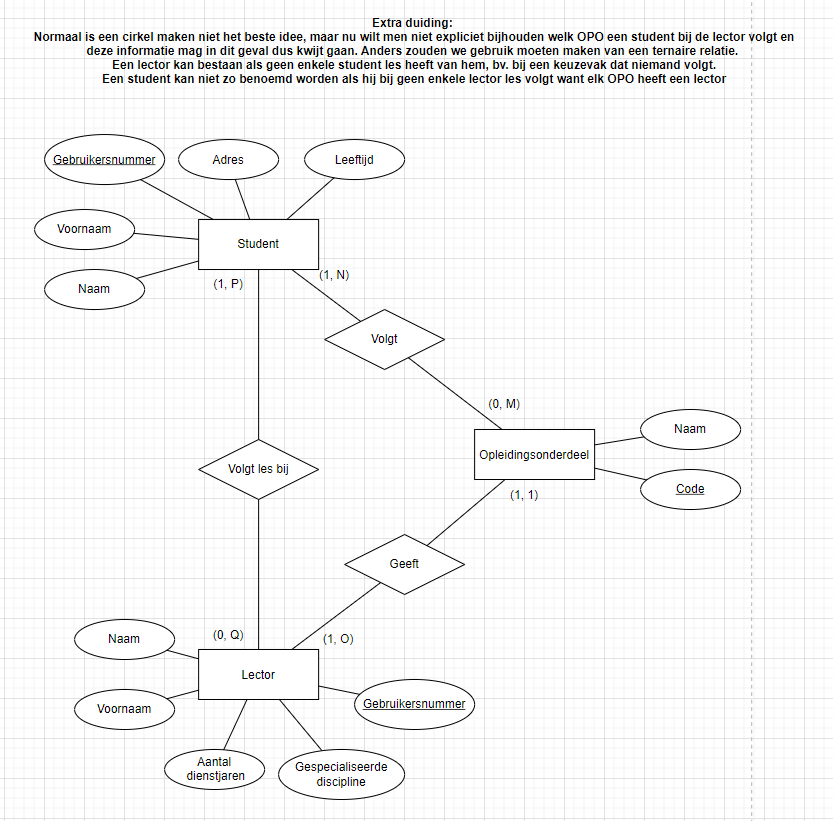 Extra duiding:
Normaal is een cirkel maken niet het beste idee, maar nu wilt men niet expliciet bijhouden welk OPO een student bij de lector volgt en
deze informatie mag in dit geval dus kwijt gaan. Anders zouden we gebruik moeten maken van een ternaire relatie.
Een lector kan bestaan als geen enkele student les heeft van hem, bv. bij een keuzevak dat niemand volgt.
Een student kan niet zo benoemd worden als hij bij geen enkele lector les volgt want elk OPO heeft een lector
Gebruikersnummer
Adres
Leeftijd
Voornaam
Student
Naam
(1, P)
(1, N)
Volgt
(0, M)
Naam
Opleidingsonderdeel
Code
(1, 1)
Volgt les bij
Geeft
(0, Q)
(1, O)
Naam
Lector
Voornaam
Gebruikersnummer
Aantal
dienstjaren
Gespecialiseerde
discipline